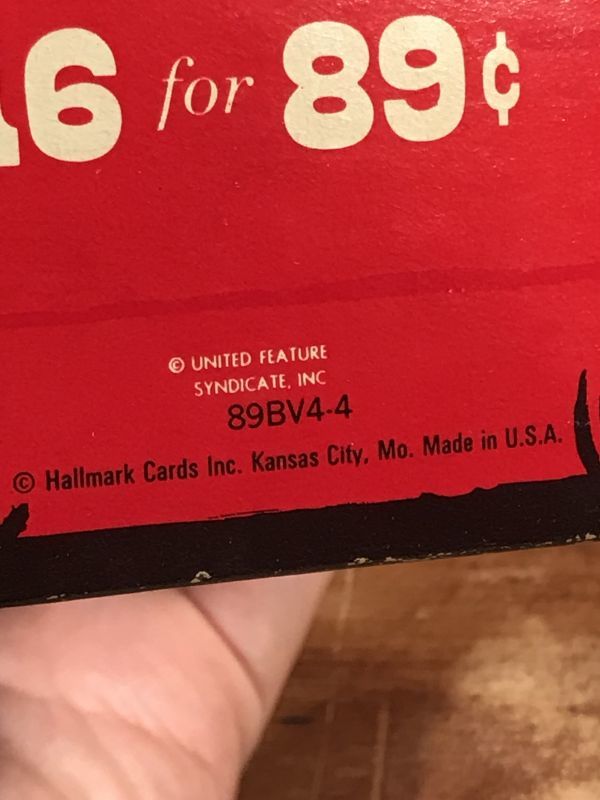 16 for 89¢
© UNITED FEATURE
SYNDICATE, INC
89BV4-4
© Hallmark Cards Inc. Kansas City, Mo. Made in U.S.A.